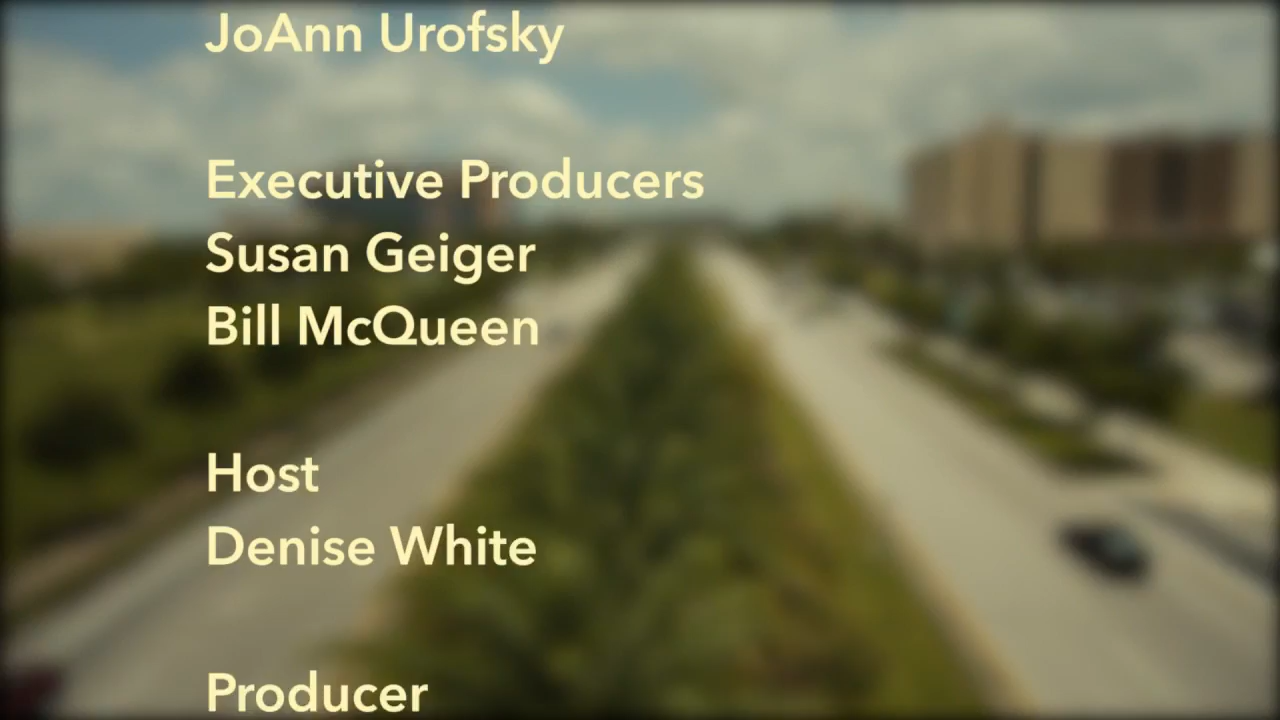 JoAnn Urofsky
Executive Producers
Susan Geiger
Bill McQueen
Host
Denise White
Producer